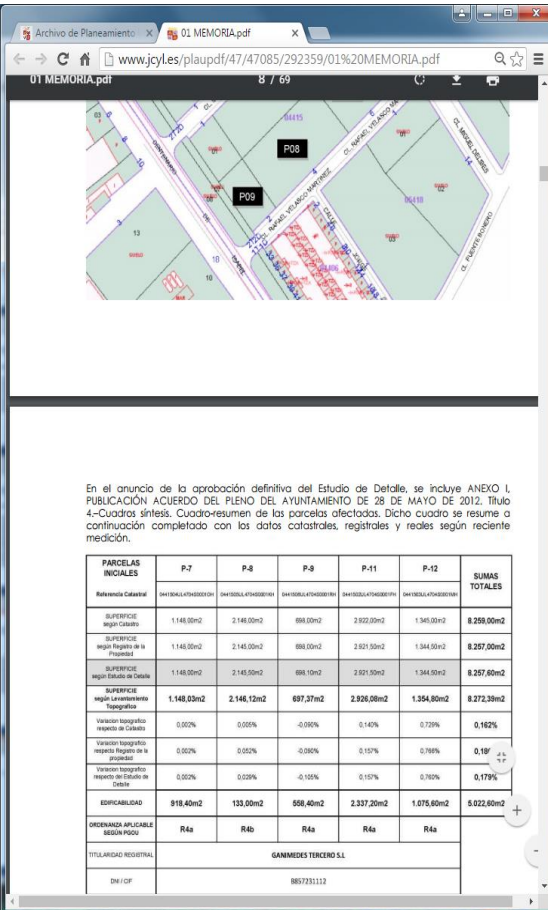 Archivo de Planeamiento × 01 MEMORIA.pdf ×
www.jcyl.es/plaupdf/47/47085/292359/01%20MEMORIA.pdf
01 MEMORIA.pdf 8 / 69
84415
P08
P09
CL. RAFAEL VELASCO MARTINEZ
CL. MIGUEL DELIBES
CL. PUENTE RONERO
13
18
10
En el anuncio de la aprobación definitiva del Estudio de Detalle, se incluye ANEXO I,
PUBLICACIÓN ACUERDO DEL PLENO DEL AYUNTAMIENTO DE 28 DE MAYO DE 2012. Título
4.–Cuadros síntesis. Cuadro-resumen de las parcelas afectadas. Dicho cuadro se resume a
continuación completado con los datos catastrales, registrales y reales según reciente
medición.
PARCELAS INICIALES P-7 P-8 P-9 P-11 P-12 SUMAS TOTALES
Referencia Catastral
SUPERFICIE según Catastro 1.148,00m2 2.146,00m2 698,00m2 2.922,00m2 1.345,00m2 8.259,00m2
SUPERFICIE según Registro de la Propiedad 1.148,00m2 2.145,00m2 698,00m2 2.921,50m2 1.344,50m2 8.257,00m2
SUPERFICIE según Estudio de Detalle 1.148,00m2 2.145,50m2 698,10m2 2.921,50m2 1.344,50m2 8.257,60m2
SUPERFICIE según Levantamiento Topográfico 1.148,03m2 2.146,12m2 697,37m2 2.926,08m2 1.354,80m2 8.272,39m2
Variacion topografico respecto de Catastro 0,002% 0,005% -0,090% 0,140% 0,729% 0,162%
Variacion topografico respecto Registro de la propiedad 0,002% 0,052% -0,090% 0,157% 0,766%
Variacion topografico respecto del Estudio de Detalle 0,002% 0,029% -0,105% 0,157% 0,760% 0,179%
EDIFICABILIDAD 918,40m2 133,00m2 558,40m2 2.337,20m2 1.075,60m2 5.022,60m2
ORDENANZA APLICABLE SEGÚN PGOU R4a R4b R4a R4a R4a
TITULARIDAD REGISTRAL GANIMEDES TERCERO S.L
DNI / CIF B857231112